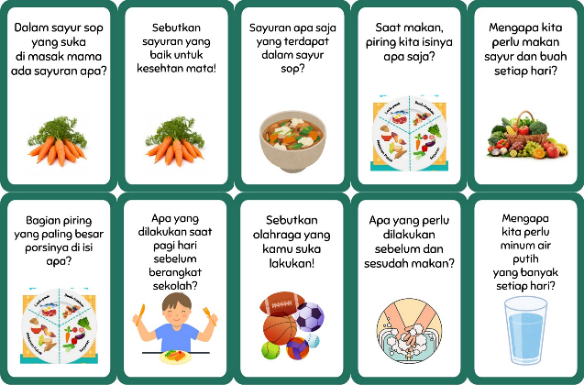 Dalam sayur sop
yang suka
di masak mama
ada sayuran apa?
Sebutkan
sayuran yang
baik untuk
kesehtan mata!
Sayuran apa saja
yang terdapat
dalam sayur
sop?
Saat makan,
piring kita isinya
apa saja?
Mengapa kita
perlu makan
sayur dan buah
setiap hari?
Bagian piring
yang paling besar
porsinya di isi
apa?
Apa yang
dilakukan saat
pagi hari
sebelum
berangkat
sekolah?
Sebutkan
olahraga yang
kamu suka
lakukan!
Apa yang perlu
dilakukan
sebelum dan
sesudah makan?
Mengapa
kita perlu
minum air
putih
yang banyak
setiap hari?